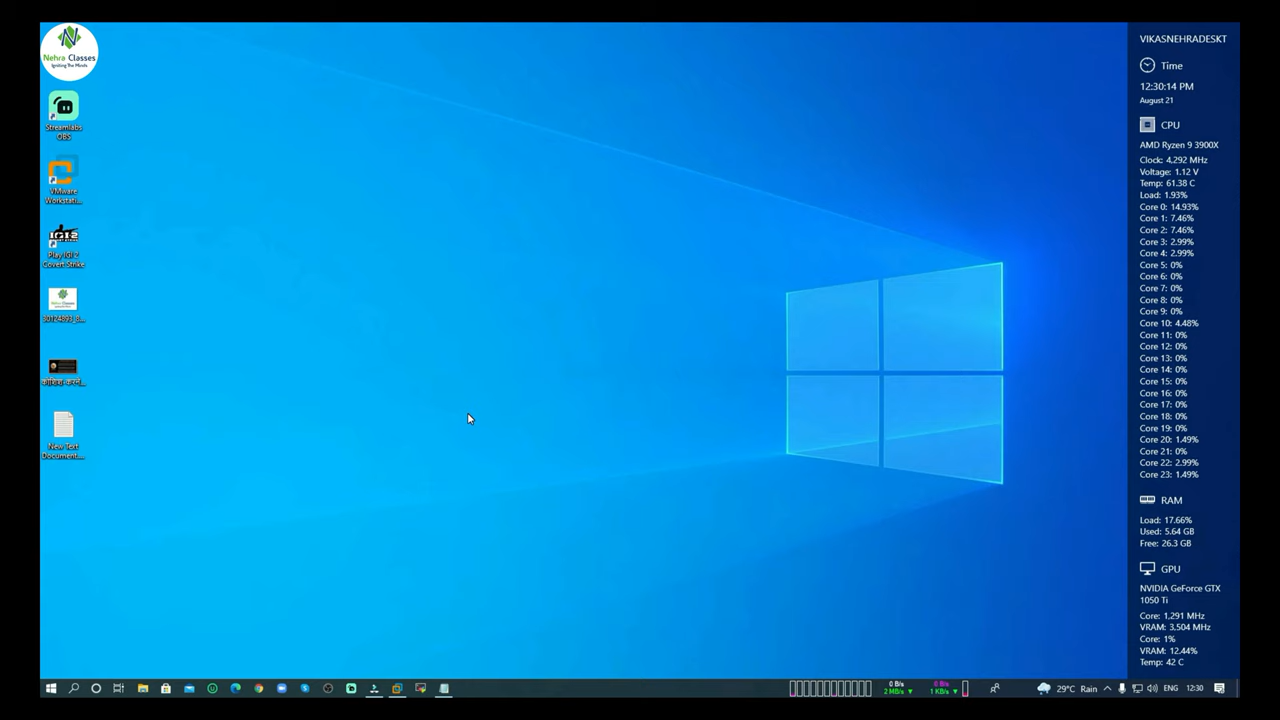 Nehra Classes
Igniting The Minds
Streamlabs
OBS
VMware
Workstati...
IGI 2
Play IGI 2
Covert Strike
30124893_8...
कोशिश करने...
New Text
Document...
VIKASNEHRADESKT
Time
12:30:14 PM
August 21
CPU
AMD Ryzen 9 3900X
Clock: 4,292 MHz
Voltage: 1.12 V
Temp: 61.38 C
Load: 1.93%
Core 0: 14.93%
Core 1: 7.46%
Core 2: 7.46%
Core 3: 2.99%
Core 4: 2.99%
Core 5: 0%
Core 6: 0%
Core 7: 0%
Core 8: 0%
Core 9: 0%
Core 10: 4.48%
Core 11: 0%
Core 12: 0%
Core 13: 0%
Core 14: 0%
Core 15: 0%
Core 16: 0%
Core 17: 0%
Core 18: 0%
Core 19: 0%
Core 20: 1.49%
Core 21: 0%
Core 22: 2.99%
Core 23: 1.49%
RAM
Load: 17.66%
Used: 5.64 GB
Free: 26.3 GB
GPU
NVIDIA GeForce GTX
1050 Ti
Core: 1,291 MHz
VRAM: 3,504 MHz
Core: 1%
VRAM: 12.44%
Temp: 42 C
0 B/s
2 MB/s
0 B/s
1 KB/s
29°C Rain
ENG
12:30